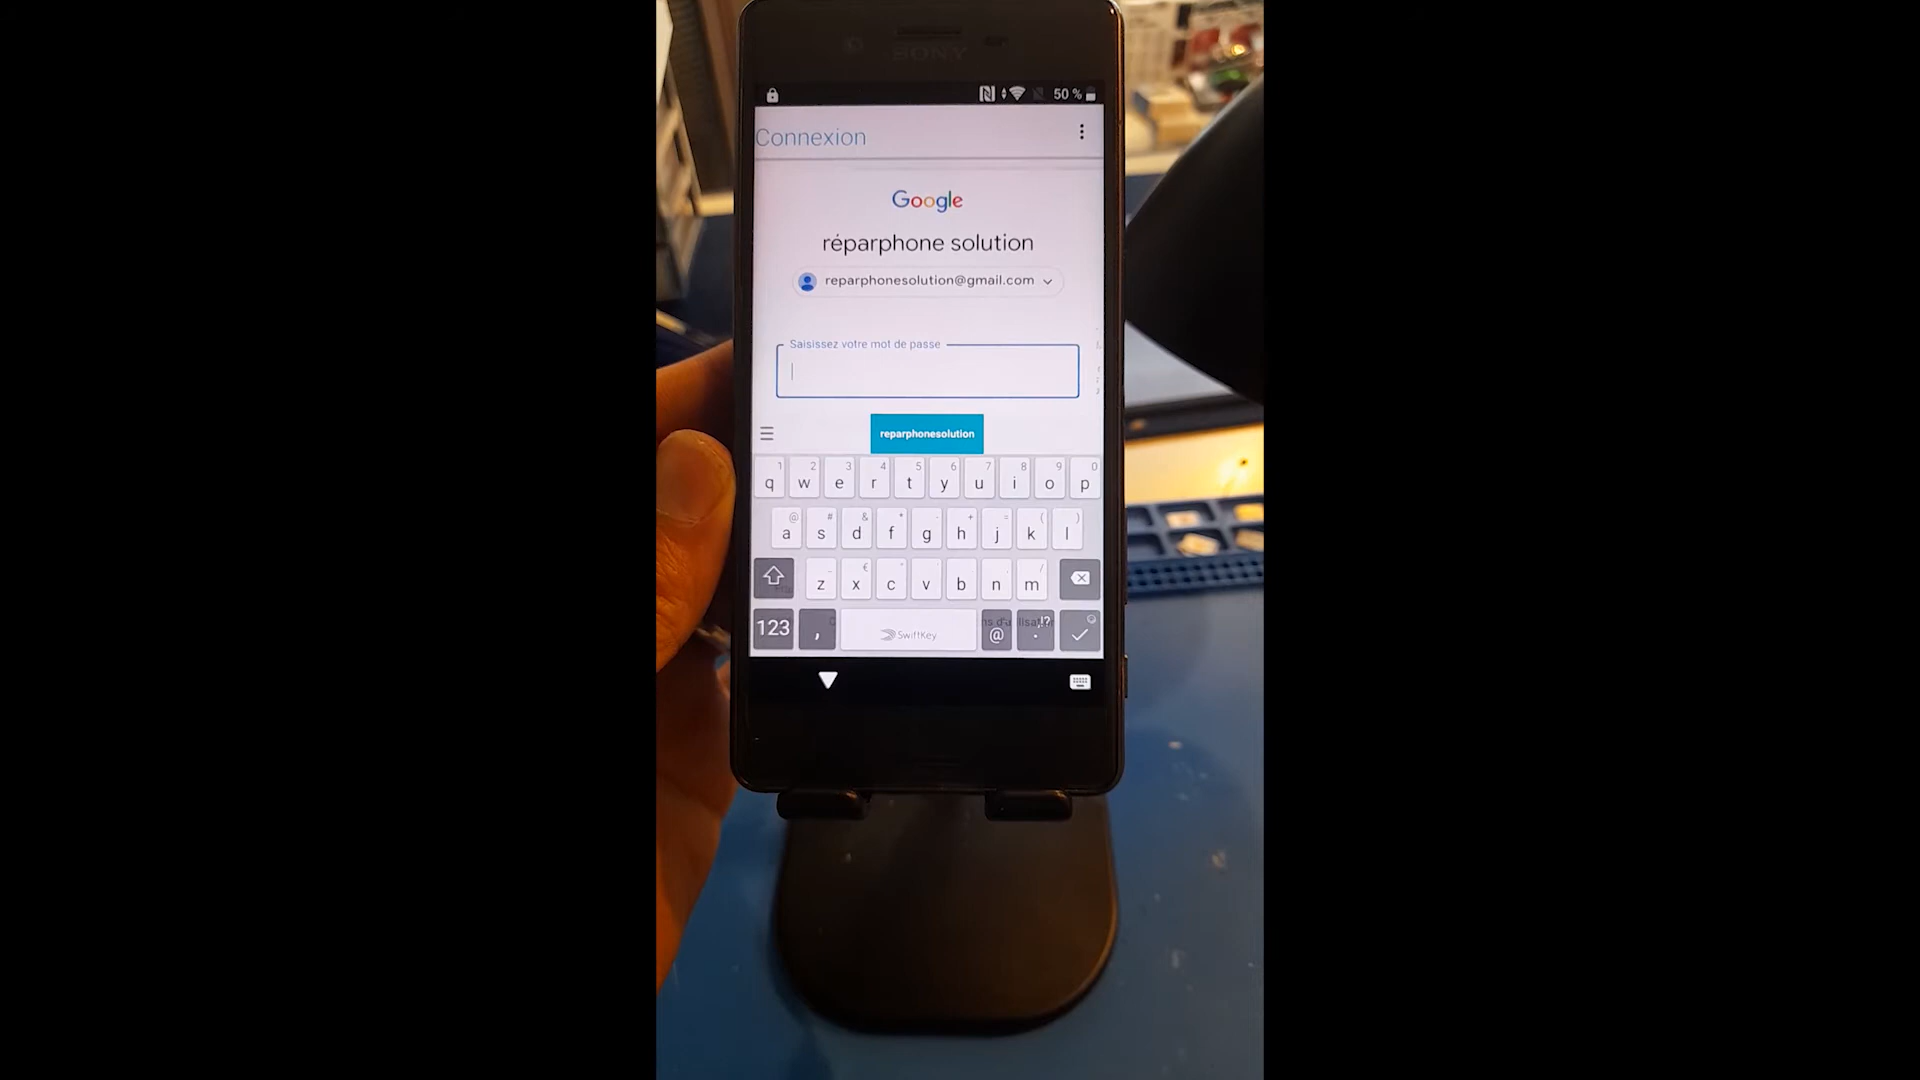 SONY
50 %
Connexion
Google
réparphone solution
reparphonesolution@gmail.com
Saisissez votre mot de passe
reparphonesolution
1 2 3 4 5 6 7 8 9 0
q w e r t y u i o p
@ # & * - + = ( )
a s d f g h j k l
€ /
z x c v b n m
123 , SwiftKey @ . !?